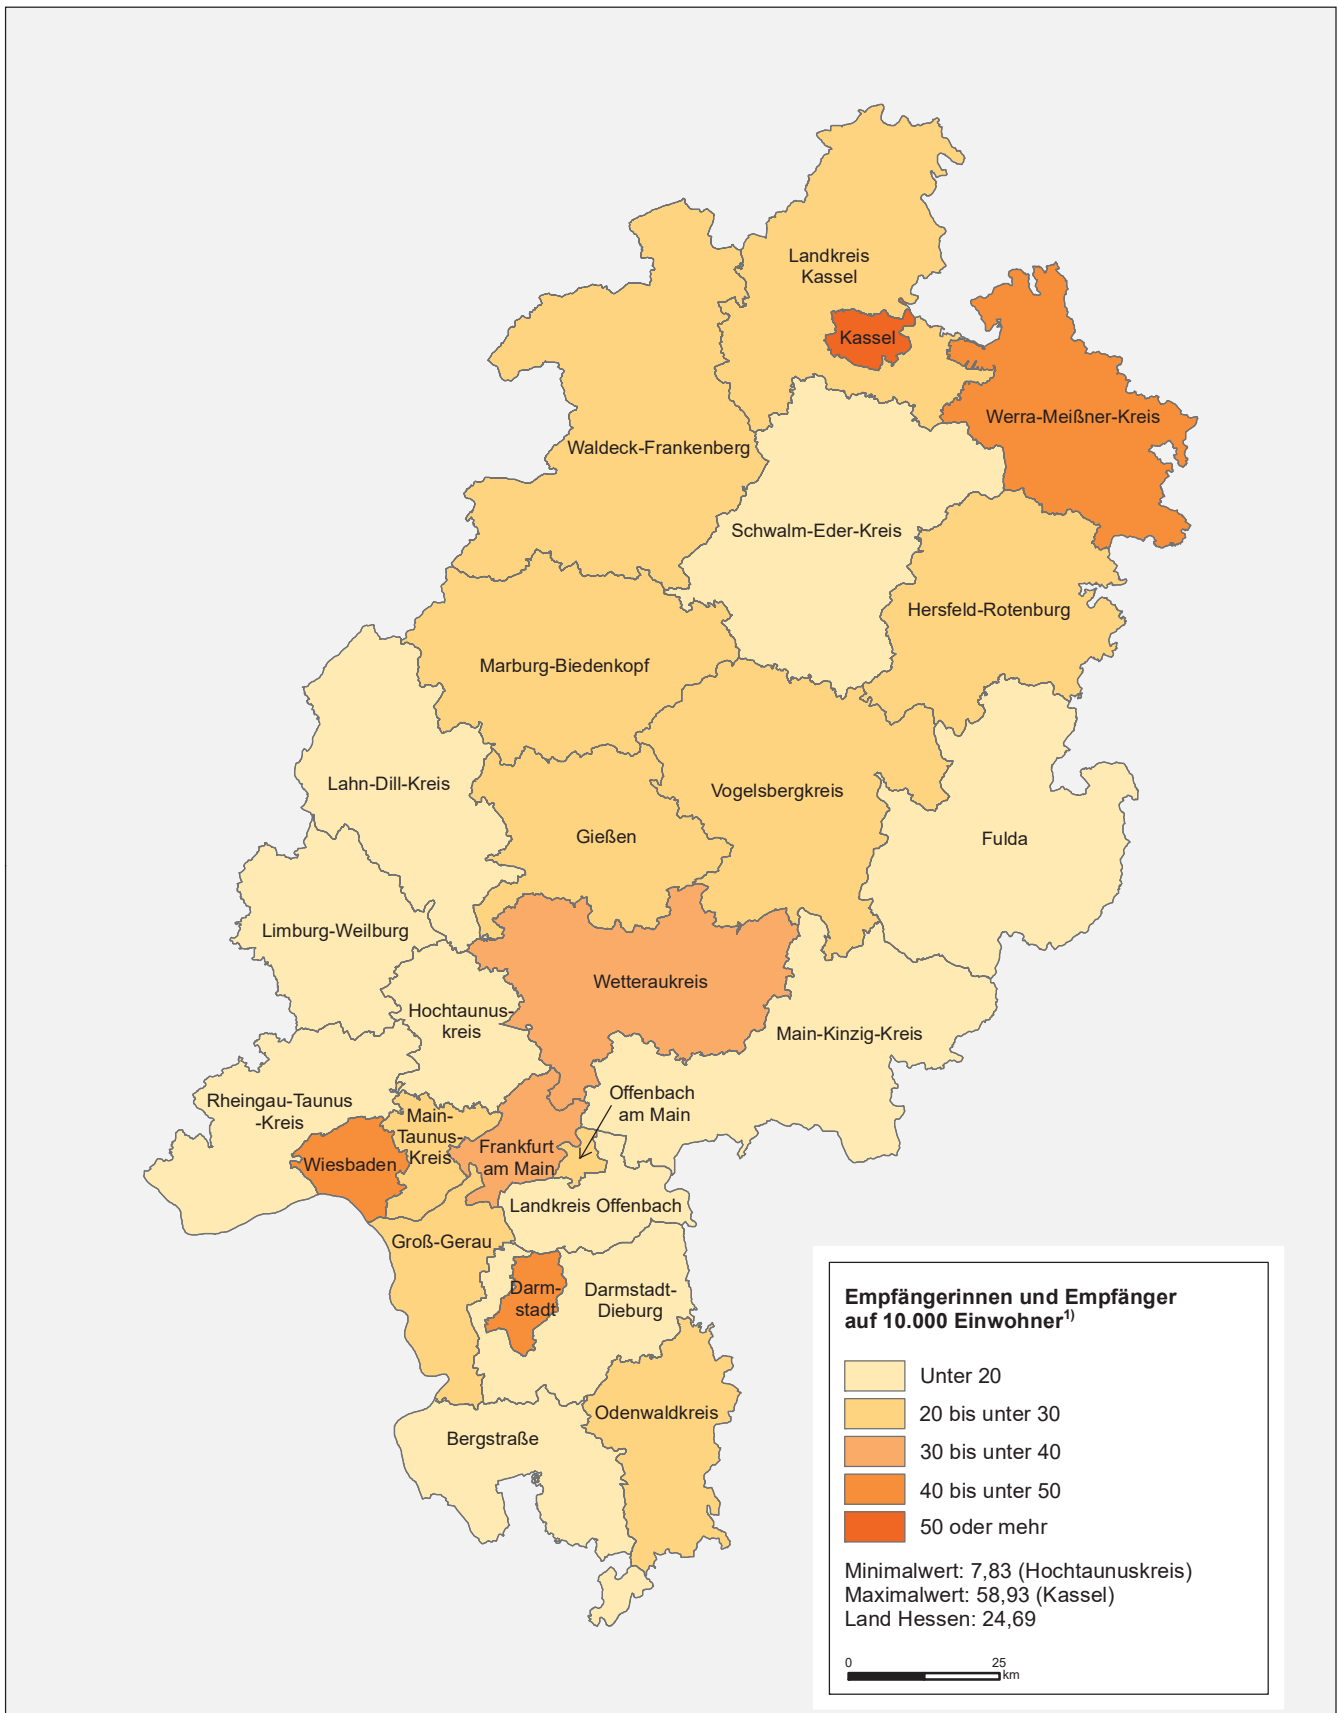 Landkreis
Kassel
Kassel
Werra-Meißner-Kreis
Waldeck-Frankenberg
Schwalm-Eder-Kreis
Hersfeld-Rotenburg
Marburg-Biedenkopf
Lahn-Dill-Kreis
Vogelsbergkreis
Gießen
Fulda
Limburg-Weilburg
Wetteraukreis
Hochtaunus-
kreis
Main-Kinzig-Kreis
Offenbach
am Main
Rheingau-Taunus
-Kreis
Main-
Taunus-
Kreis
Frankfurt
am Main
Wiesbaden
Landkreis Offenbach
Groß-Gerau
Darm-
stadt
Darmstadt-
Dieburg
Odenwaldkreis
Bergstraße
Empfängerinnen und Empfänger
auf 10.000 Einwohner1)
Unter 20
20 bis unter 30
30 bis unter 40
40 bis unter 50
50 oder mehr
Minimalwert: 7,83 (Hochtaunuskreis)
Maximalwert: 58,93 (Kassel)
Land Hessen: 24,69
0 25
km